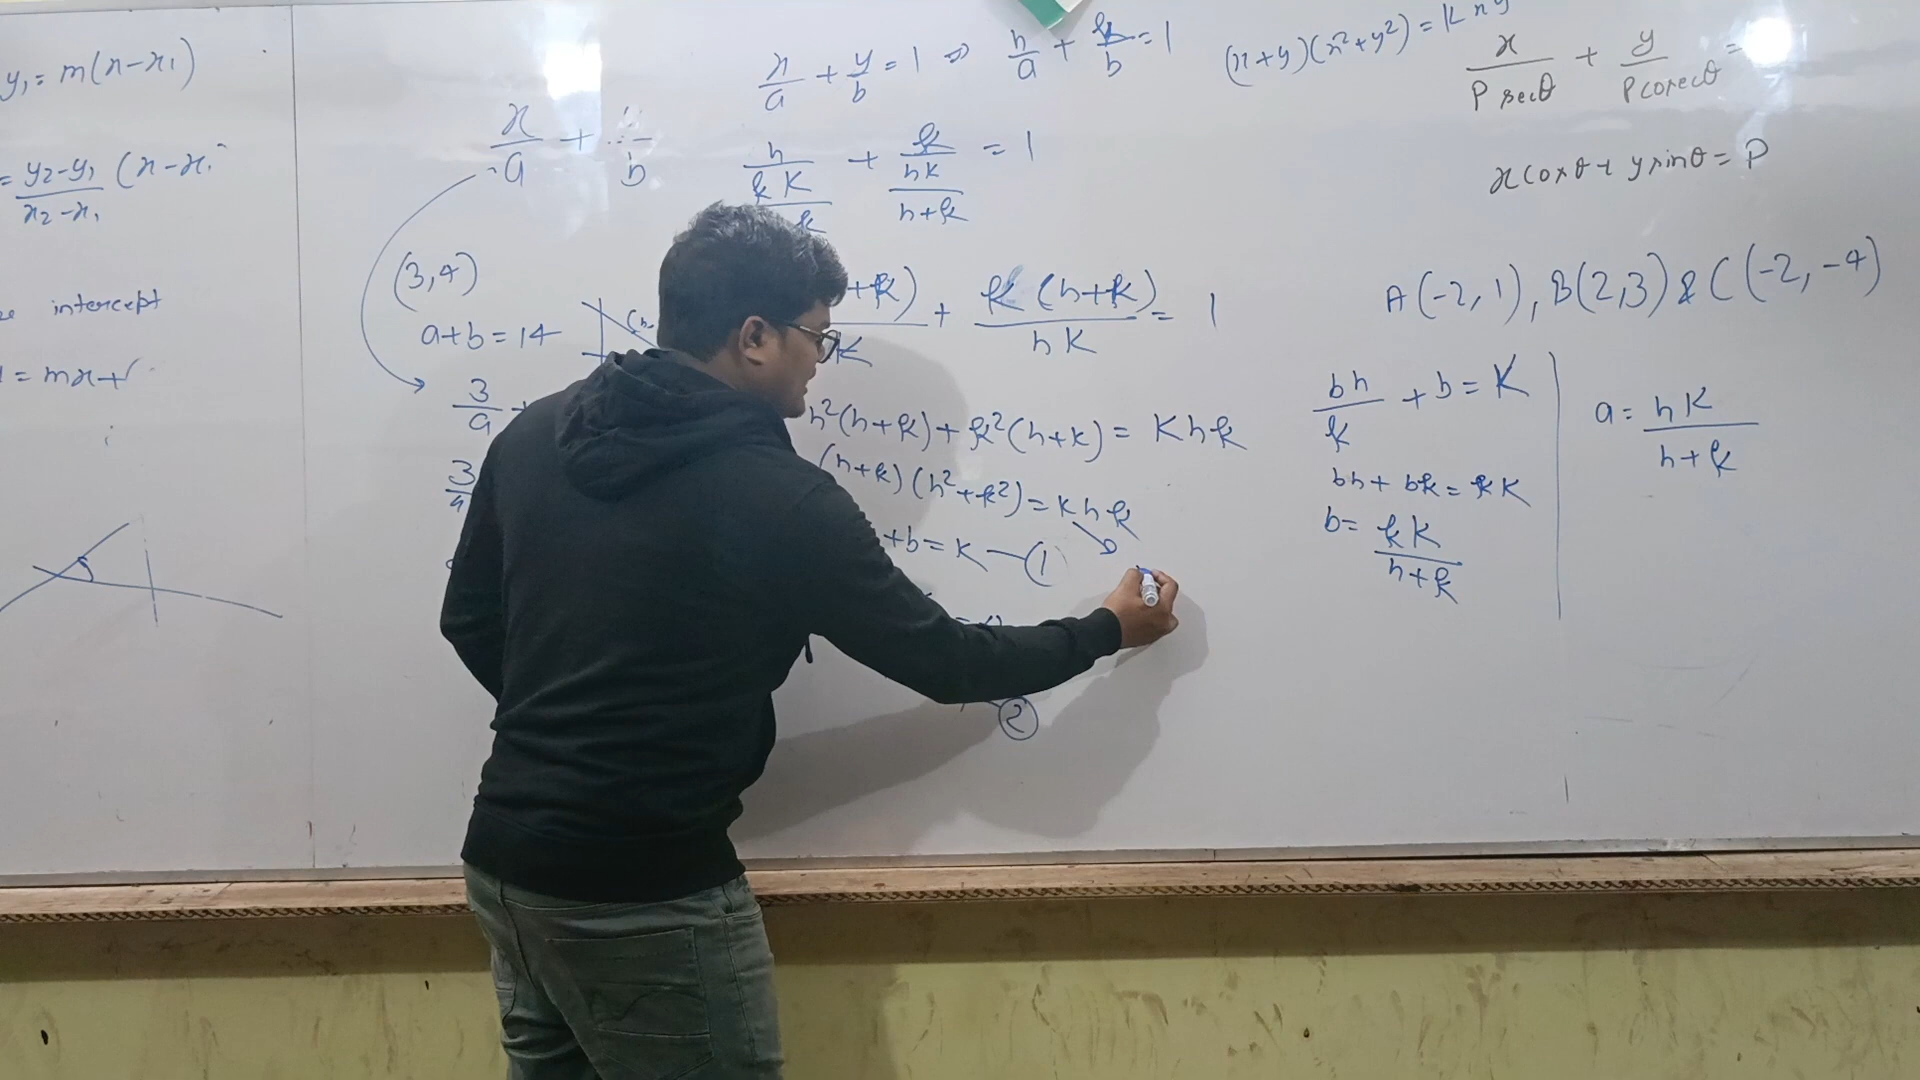 y₁ = m(x-x₁)
= y₂-y₁ / x₂-x₁ (x-x₁
intercept
= mx+
x/a + /b
(3,4)
a+b=14
3/a +
3/a
x/a + y/b = 1 ⇒ h/a + k/b = 1
h / (kK / k) + k / (hK / h+k) = 1
+k) / K + k(h+k) / hK = 1
h²(h+k) + k²(h+k) = Khk
(h+k)(h²+k²) = Khk
+b = K — (1)
(2)
(x+y)(x²+y²) = Kxy
x / P secθ + y / P cosecθ =
x cosθ + y sinθ = P
A(-2,1), B(2,3) & C(-2,-4)
bh/k + b = K
bh + bk = kK
b = kK / h+k
a = hK / h+k